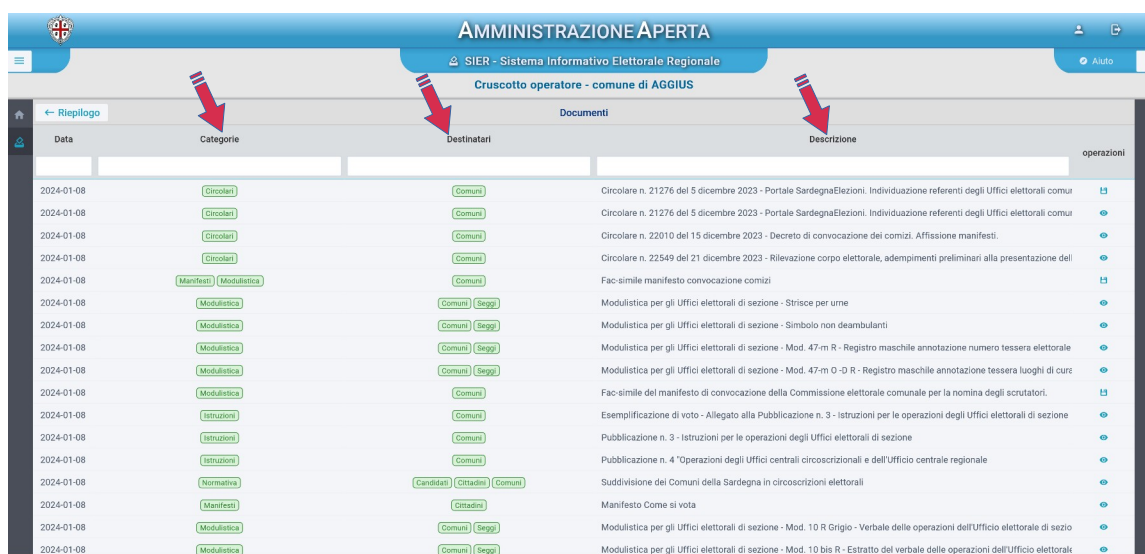 AMMINISTRAZIONE APERTA
SIER - Sistema Informativo Elettorale Regionale
Aiuto
Cruscotto operatore - comune di AGGIUS
← Riepilogo Documenti
Data Categorie Destinatari Descrizione operazioni
2024-01-08 Circolari Comuni Circolare n. 21276 del 5 dicembre 2023 - Portale SardegnaElezioni. Individuazione referenti degli Uffici elettorali comu
2024-01-08 Circolari Comuni Circolare n. 21276 del 5 dicembre 2023 - Portale SardegnaElezioni. Individuazione referenti degli Uffici elettorali comu
2024-01-08 Circolari Comuni Circolare n. 22010 del 15 dicembre 2023 - Decreto di convocazione dei comizi. Affissione manifesti.
2024-01-08 Circolari Comuni Circolare n. 22549 del 21 dicembre 2023 - Rilevazione corpo elettorale, adempimenti preliminari alla presentazione dell
2024-01-08 Manifesti Modulistica Comuni Fac-simile manifesto convocazione comizi
2024-01-08 Modulistica Comuni Seggi Modulistica per gli Uffici elettorali di sezione - Strisce per urne
2024-01-08 Modulistica Comuni Seggi Modulistica per gli Uffici elettorali di sezione - Simbolo non deambulanti
2024-01-08 Modulistica Comuni Seggi Modulistica per gli Uffici elettorali di sezione - Mod. 47-m R - Registro maschile annotazione numero tessera elettorale
2024-01-08 Modulistica Comuni Seggi Modulistica per gli Uffici elettorali di sezione - Mod. 47-m O -D R - Registro maschile annotazione tessera luoghi di cura
2024-01-08 Modulistica Comuni Fac-simile del manifesto di convocazione della Commissione elettorale comunale per la nomina degli scrutatori.
2024-01-08 Istruzioni Comuni Esemplificazione di voto - Allegato alla Pubblicazione n. 3 - Istruzioni per le operazioni degli Uffici elettorali di sezione
2024-01-08 Istruzioni Comuni Pubblicazione n. 3 - Istruzioni per le operazioni degli Uffici elettorali di sezione
2024-01-08 Istruzioni Comuni Pubblicazione n. 4 "Operazioni degli Uffici centrali circoscrizionali e dell'Ufficio centrale regionale
2024-01-08 Normativa Candidati Cittadini Comuni Suddivisione dei Comuni della Sardegna in circoscrizioni elettorali
2024-01-08 Manifesti Cittadini Manifesto Come si vota
2024-01-08 Modulistica Comuni Seggi Modulistica per gli Uffici elettorali di sezione - Mod. 10 R Grigio - Verbale delle operazioni dell'Ufficio elettorale di sezio
2024-01-08 Modulistica Comuni Seggi Modulistica per gli Uffici elettorali di sezione - Mod. 10 bis R - Estratto del verbale delle operazioni dell'Ufficio elettorale